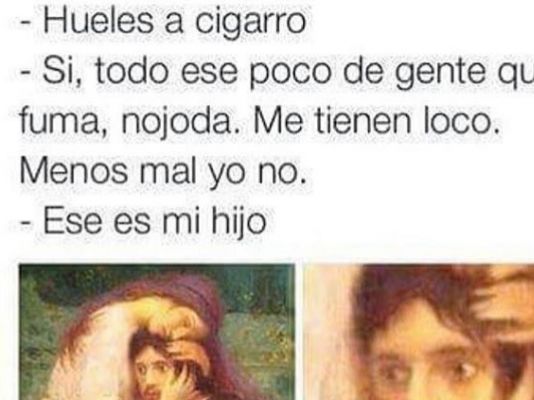 - Hueles a cigarro
- Si, todo ese poco de gente qu
fuma, nojoda. Me tienen loco.
Menos mal yo no.
- Ese es mi hijo